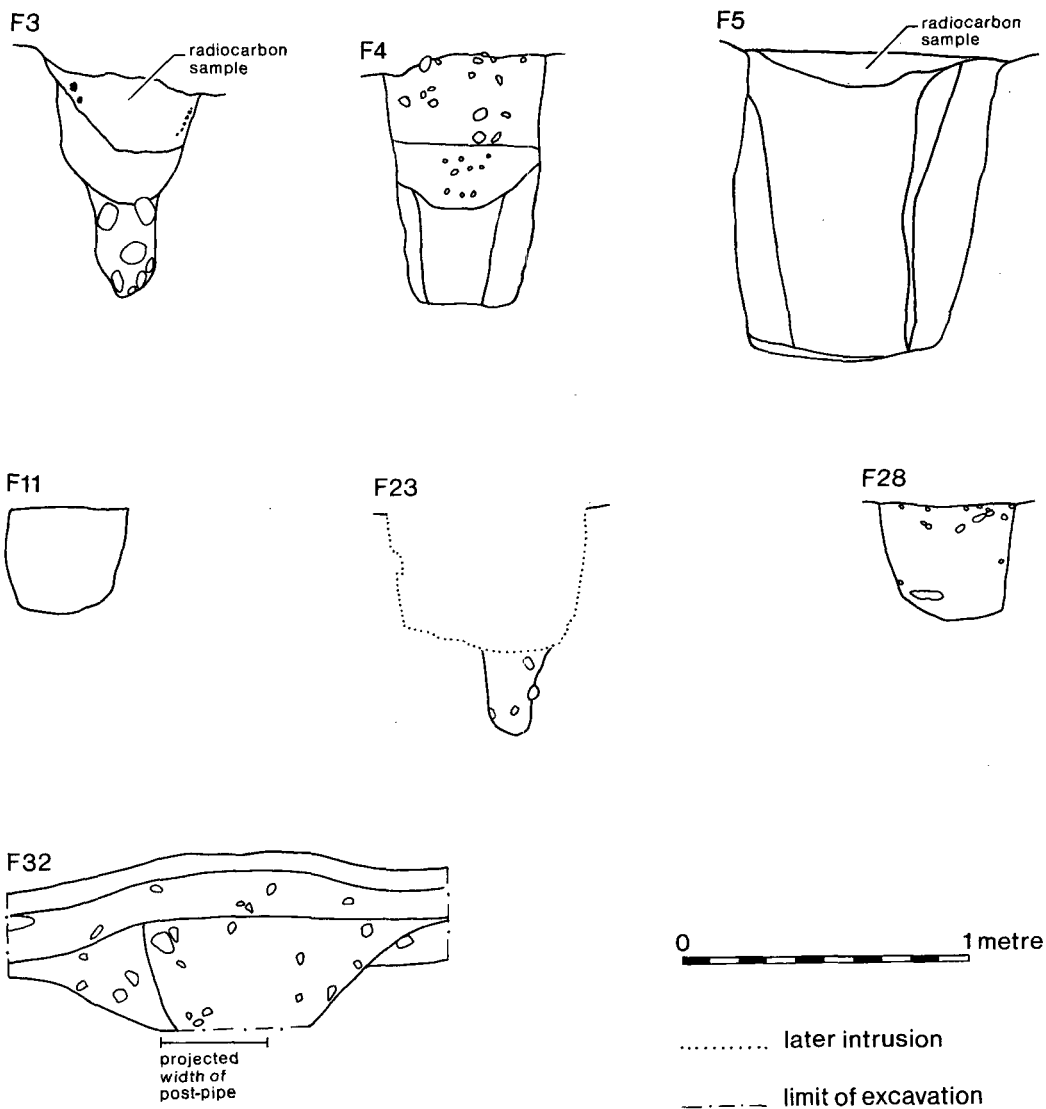 F3
radiocarbon
sample
F4
F5
radiocarbon
sample
F11
F23
F28
F32
projected
width of
post-pipe
0 1 metre
later intrusion
limit of excavation